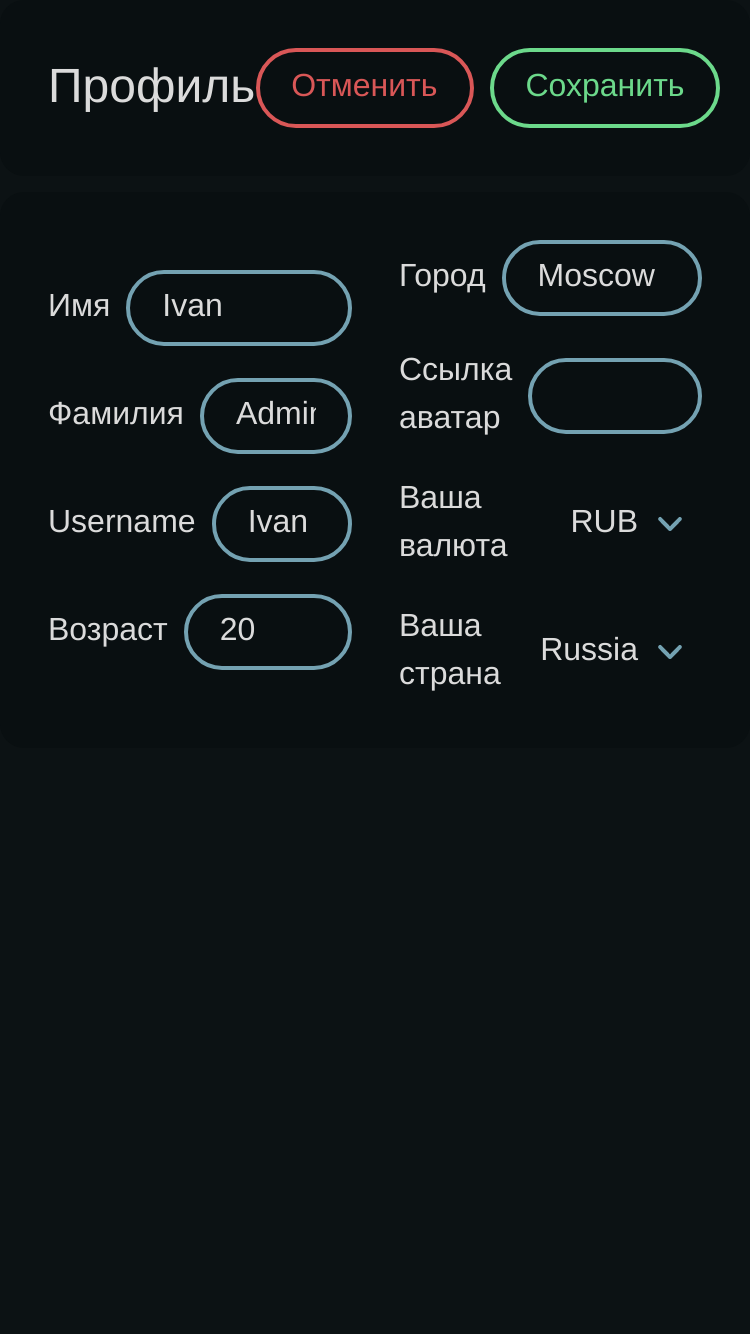 Профиль Отменить Сохранить
Имя Ivan
Фамилия Admin
Username Ivan
Возраст 20
Город Moscow
Ссылка
аватар
Ваша
валюта
RUB
Ваша
страна
Russia